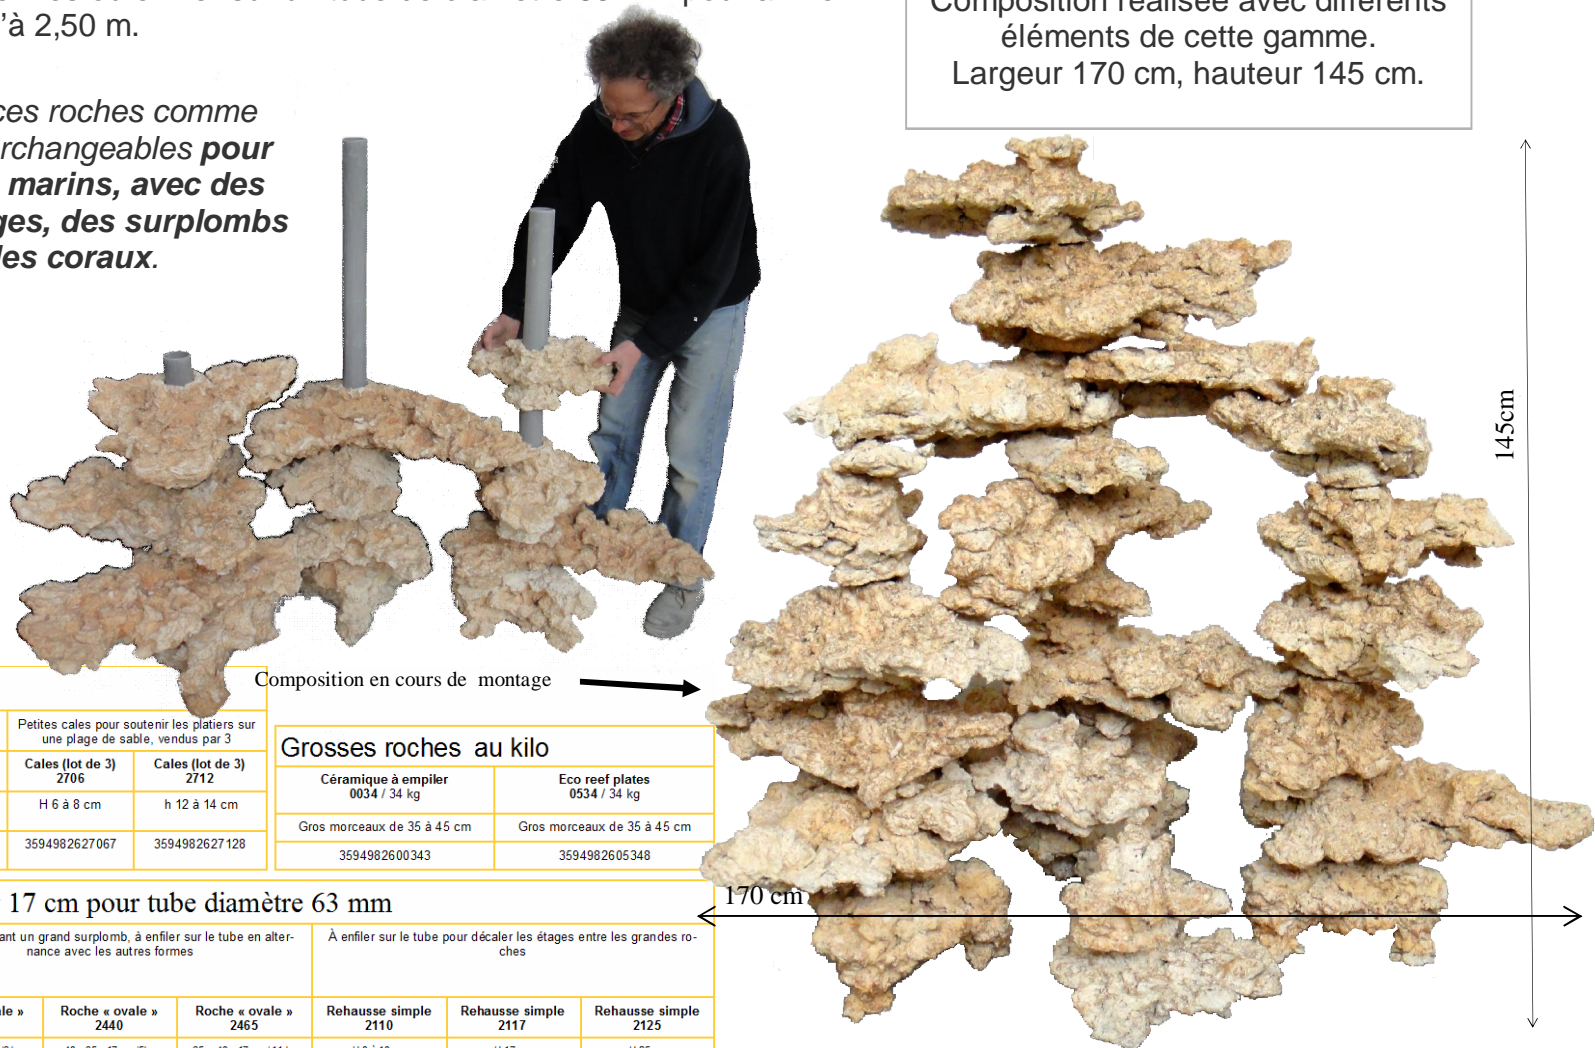 'à 2,50 m.
Composition réalisée avec différents
éléments de cette gamme.
Largeur 170 cm, hauteur 145 cm.
ces roches comme
pour
marins, avec des
des surplombs
les coraux.
145cm
Composition en cours de montage
Petites cales pour soutenir les platiers sur
une plage de sable, vendus par 3
Cales (lot de 3)
2706
Cales (lot de 3)
2712
H 6 à 8 cm
h 12 à 14 cm
3594982627067
3594982627128
Grosses roches au kilo
Céramique à empiler
0034 / 34 kg
Eco reef plates
0534 / 34 kg
Gros morceaux de 35 à 45 cm
Gros morceaux de 35 à 45 cm
3594982600343
3594982605348
170 cm
17 cm pour tube diamètre 63 mm
un grand surplomb, à enfiler sur le tube en alter-
nance avec les autres formes
À enfiler sur le tube pour décaler les étages entre les grandes ro-
ches
Roche « ovale »
2440
Roche « ovale »
2465
Rehausse simple
2110
Rehausse simple
2117
Rehausse simple
2125